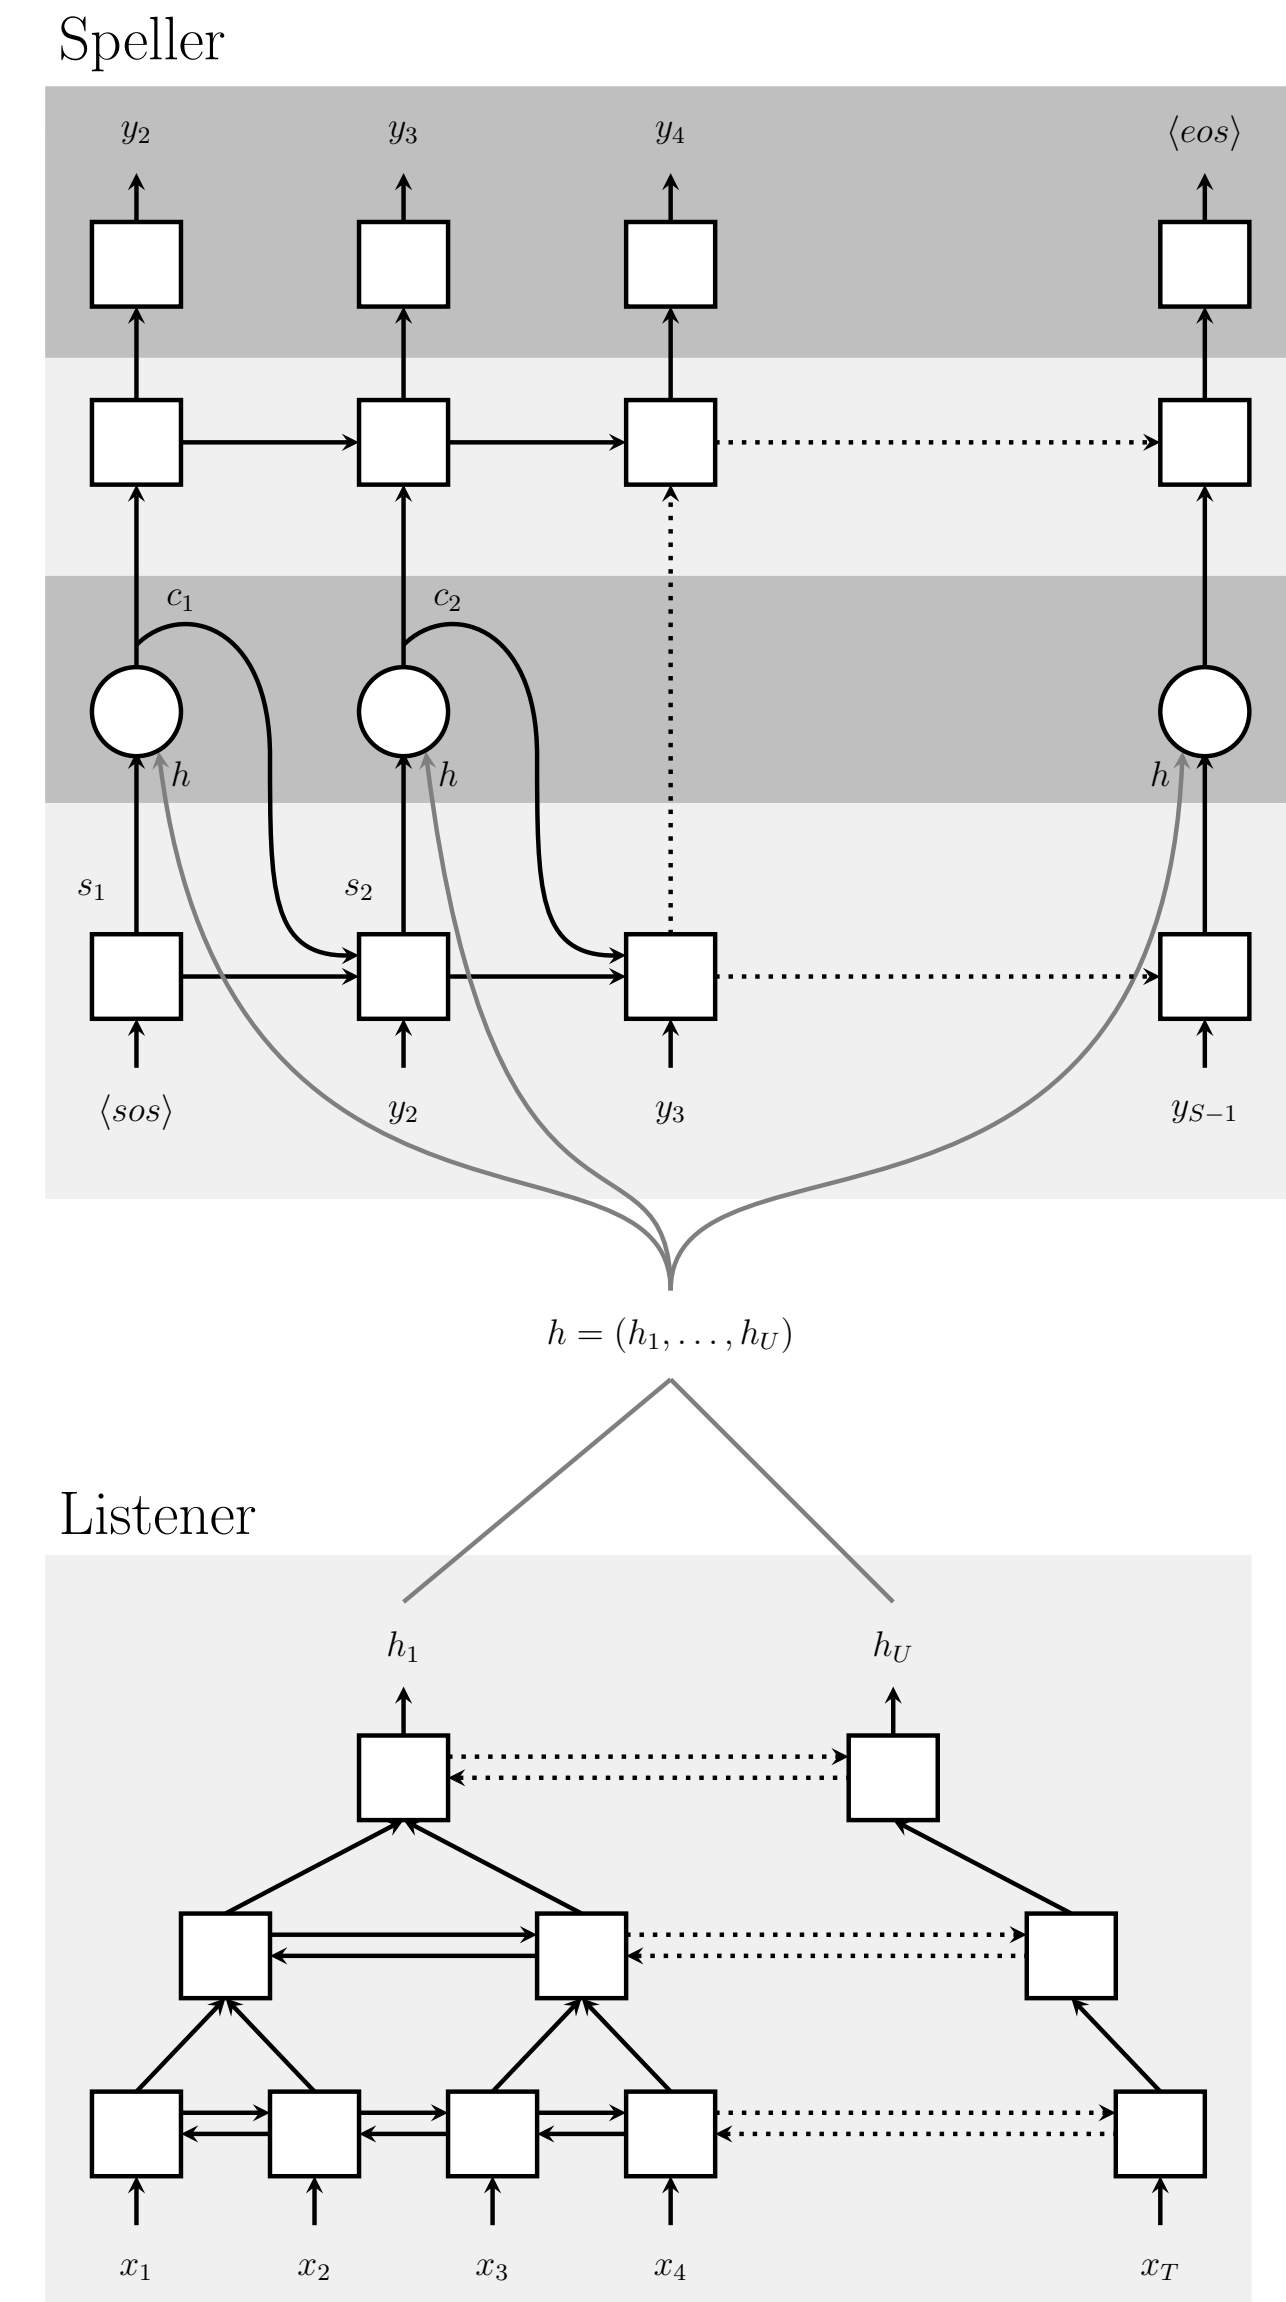 Speller
y₂ y₃ y₄ ⟨eos⟩
c₁ c₂
h h h
s₁ s₂
⟨sos⟩ y₂ y₃ y_{S−1}
h = (h₁, . . . , h_U)
Listener
h₁ h_U
x₁ x₂ x₃ x₄ x_T